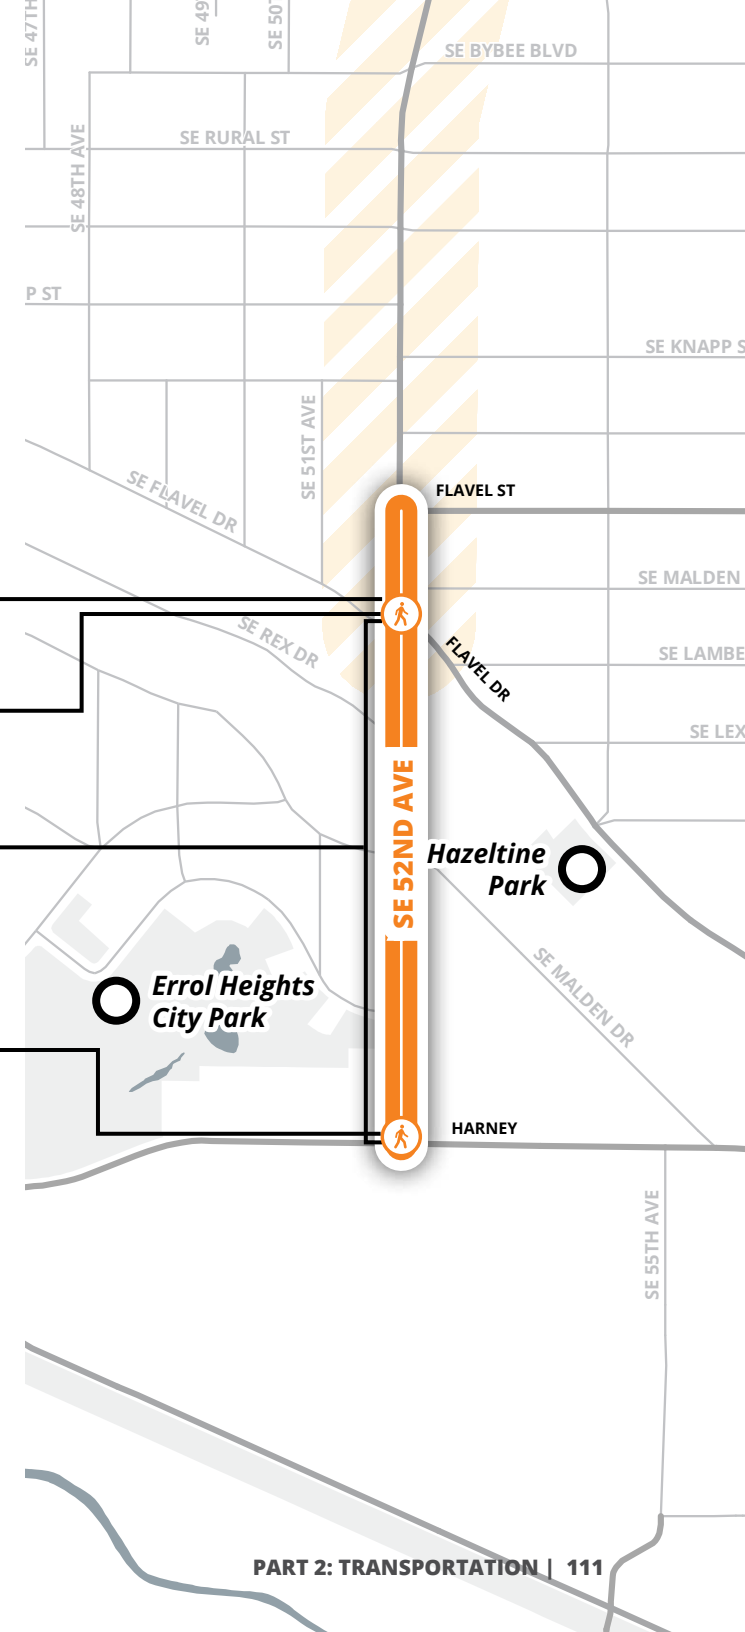 SE 47TH
SE 49
SE 50T
SE BYBEE BLVD
SE RURAL ST
SE 48TH AVE
P ST
SE KNAPP S
SE 51ST AVE
SE FLAVEL DR
FLAVEL ST
SE MALDEN
SE REX DR
FLAVEL DR
SE LAMBE
SE LEX
SE 52ND AVE
Hazeltine
Park
SE MALDEN DR
Errol Heights
City Park
HARNEY
SE 55TH AVE
PART 2: TRANSPORTATION | 111